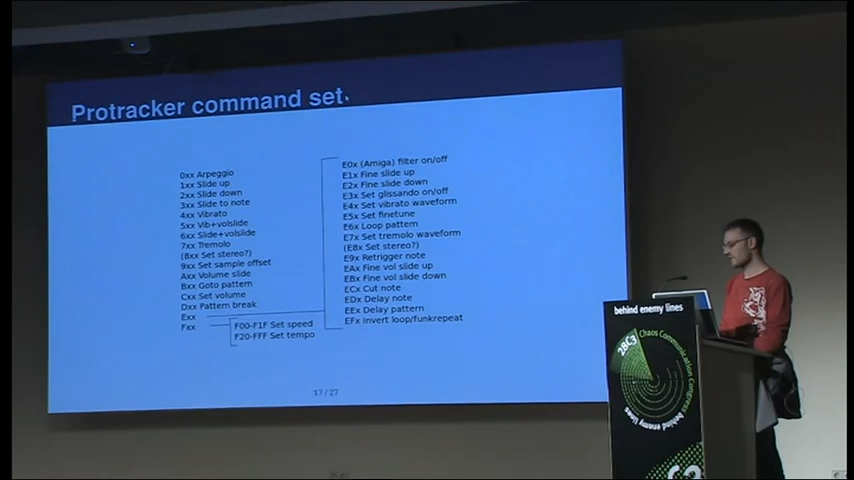 Protracker command set
0xx Arpeggio
1xx Slide up
2xx Slide down
3xx Slide to note
4xx Vibrato
5xx Vib+volslide
6xx Slide+volslide
7xx Tremolo
(8xx Set stereo?)
9xx Set sample offset
Axx Volume slide
Bxx Goto pattern
Cxx Set volume
Dxx Pattern break
Exx
Fxx
F00-F1F Set speed
F20-FFF Set tempo
E0x (Amiga) filter on/off
E1x Fine slide up
E2x Fine slide down
E3x Set glissando on/off
E4x Set vibrato waveform
E5x Set finetune
E6x Loop pattern
E7x Set tremolo waveform
(E8x Set stereo?)
E9x Retrigger note
EAx Fine vol slide up
EBx Fine vol slide down
ECx Cut note
EDx Delay note
EEx Delay pattern
EFx Invert loop/funkrepeat
17 / 27
behind enemy lines
28C3
Chaos Communication Congress
behind enemy lines